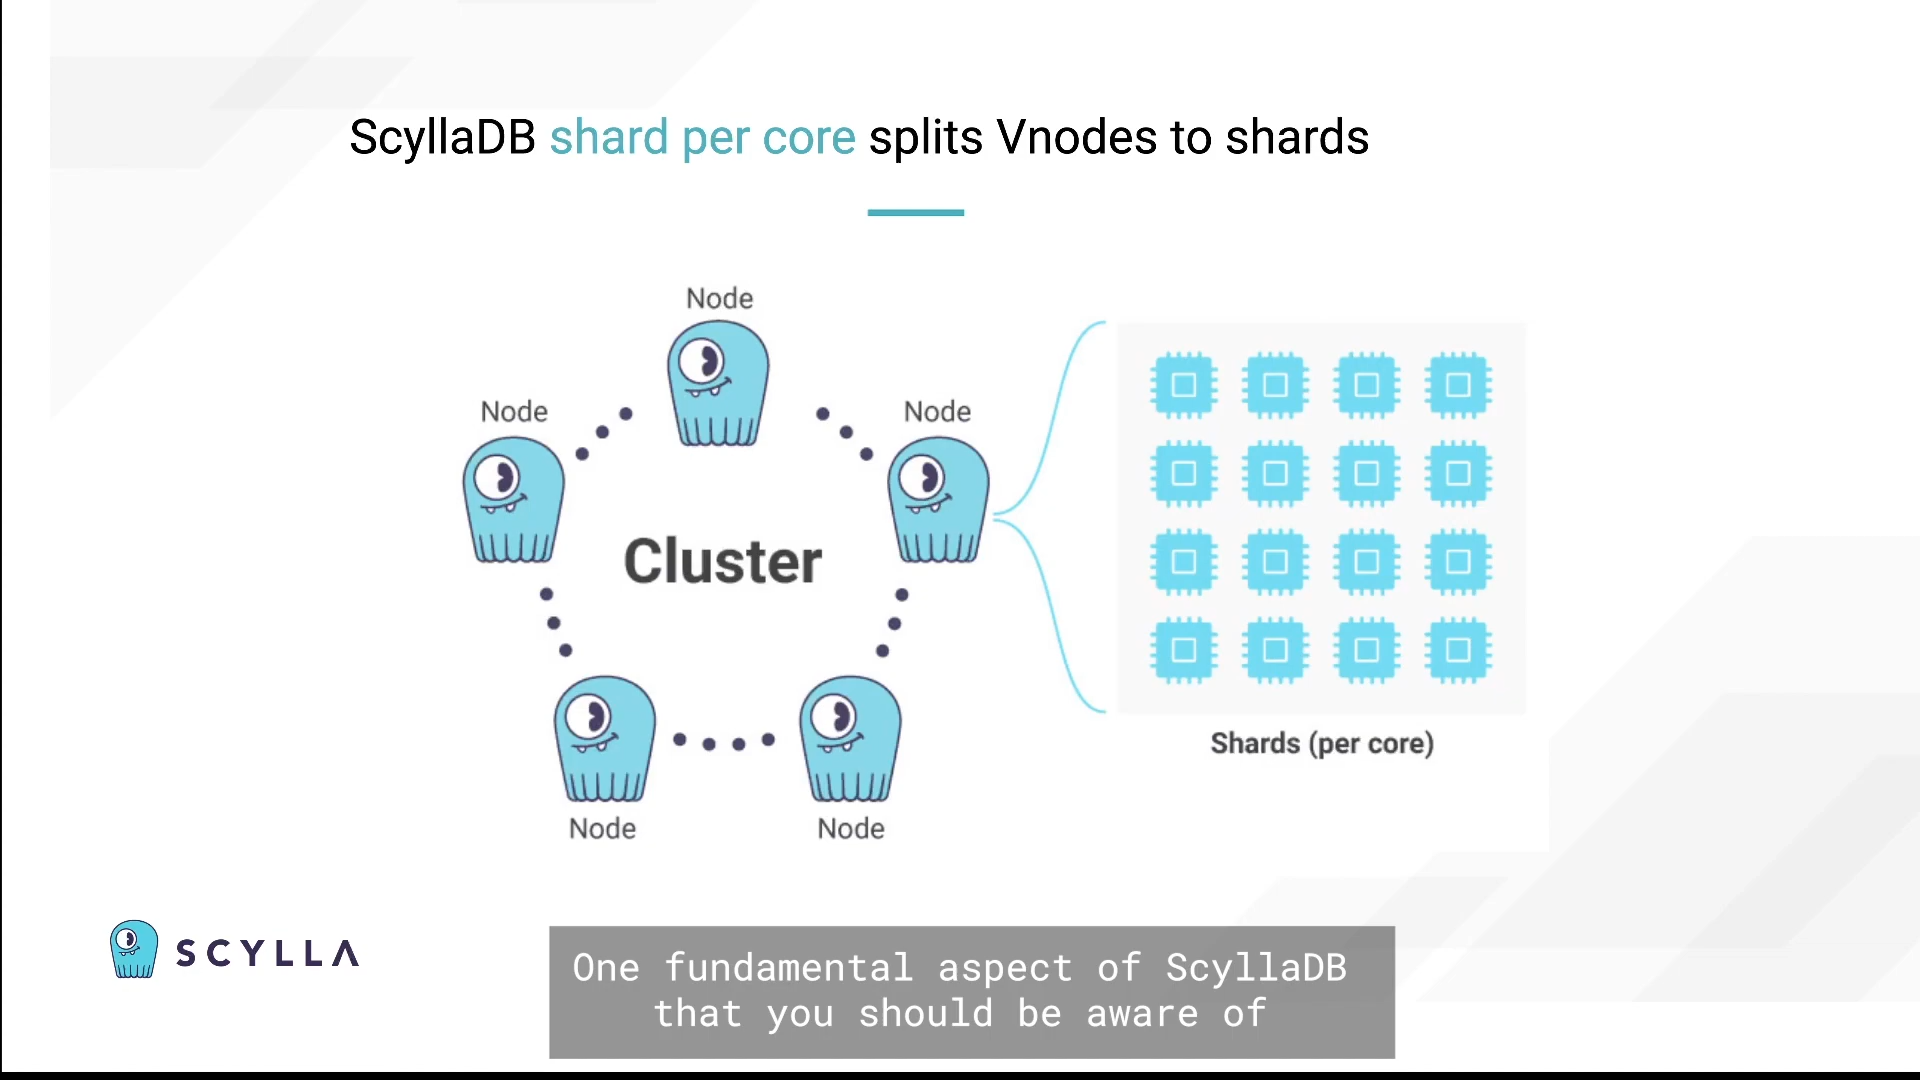 ScyllaDB shard per core splits Vnodes to shards
Node
Node
Node
Cluster
Shards (per core)
Node
Node
SCYLLA
One fundamental aspect of ScyllaDB
that you should be aware of